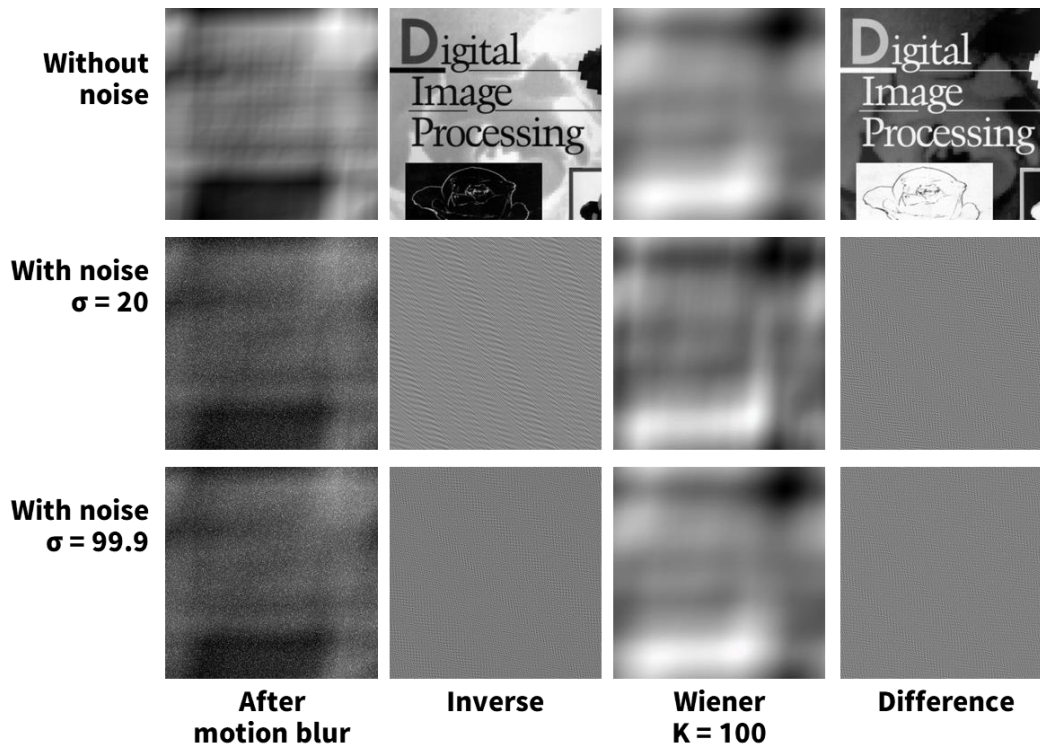 Without
noise
Digital
Image
Processing
Digital
Image
Processing
With noise
σ = 20
With noise
σ = 99.9
After
motion blur
Inverse
Wiener
K = 100
Difference